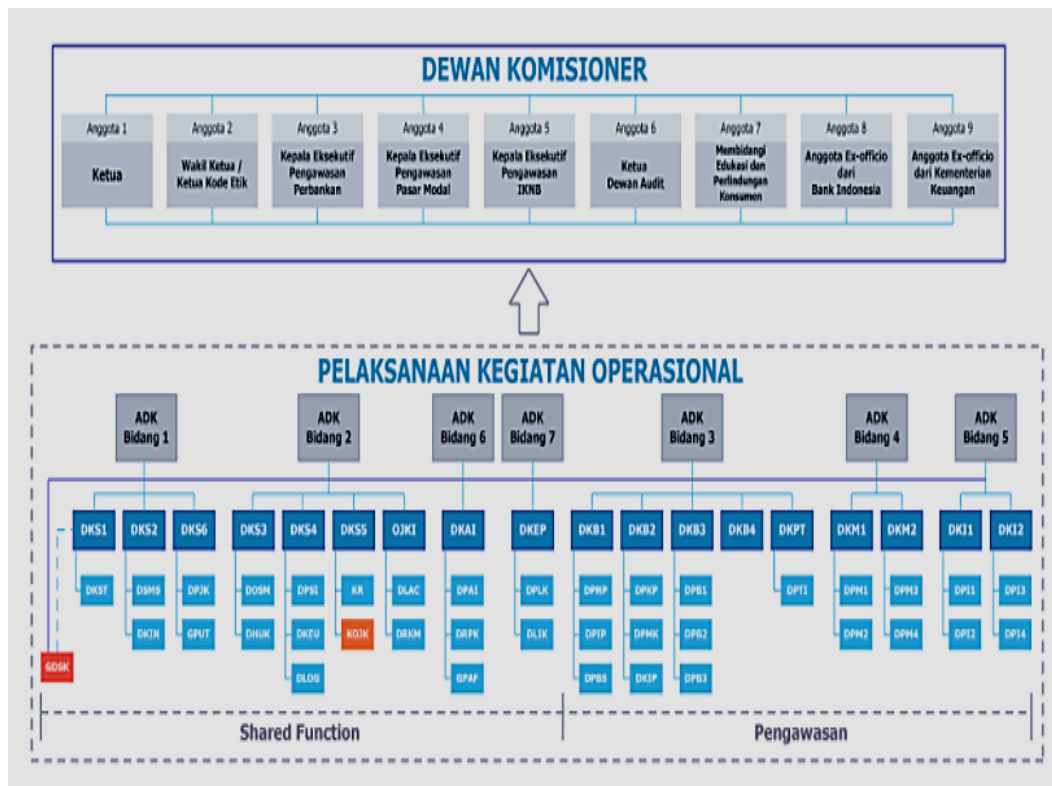 DEWAN KOMISIONER
Anggota 1
Ketua
Anggota 2
Wakil Ketua /
Ketua Kode Etik
Anggota 3
Kepala Eksekutif
Pengawasan
Perbankan
Anggota 4
Kepala Eksekutif
Pengawasan
Pasar Modal
Anggota 5
Kepala Eksekutif
Pengawasan
IKNB
Anggota 6
Ketua
Dewan Audit
Anggota 7
Membidangi
Edukasi dan
Perlindungan
Konsumen
Anggota 8
Anggota Ex-officio
dari
Bank Indonesia
Anggota 9
Anggota Ex-officio
dari Kementerian
Keuangan
PELAKSANAAN KEGIATAN OPERASIONAL
ADK
Bidang 1
ADK
Bidang 2
ADK
Bidang 6
ADK
Bidang 7
ADK
Bidang 3
ADK
Bidang 4
ADK
Bidang 5
DKS1
DKS2
DKS6
DKS3
DKS4
DKS5
OJKI
DKAI
DKEP
DKB1
DKB2
DKB3
DKB4
DKPT
DKM1
DKM2
DKI1
DKI2
DKST
DSMS
DPJK
DOSM
DPSI
KR
DLAC
DPAI
DPLK
DPNP
DPKP
DPB1
DPTI
DPM1
DPM3
DPI1
DPI3
DKIN
GPUT
DHUK
DKEU
KOJK
DRKM
DRPK
DLIK
DPIP
DPMK
DPB2
DPM2
DPM4
DPI2
DPI4
GDSK
DLOG
GPAF
DPBS
DKIP
DPB3
Shared Function
Pengawasan